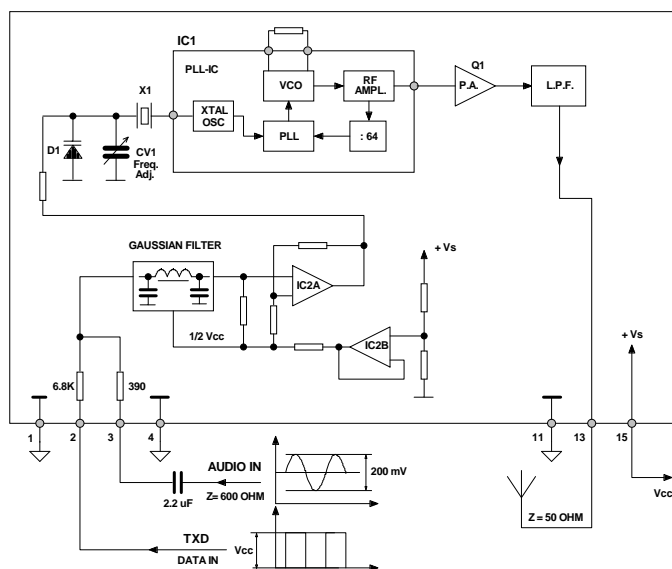 IC1
Q1
PLL-IC
X1
VCO
RF
AMPL.
P.A.
L.P.F.
XTAL
OSC
PLL
: 64
D1
CV1
Freq.
Adj.
GAUSSIAN FILTER
+ Vs
IC2A
1/2 Vcc
IC2B
+ Vs
6.8K
390
1
2
3
4
11
13
15
AUDIO IN
200 mV
Z= 600 OHM
2.2 uF
Z = 50 OHM
Vcc
TXD
Vcc
DATA IN